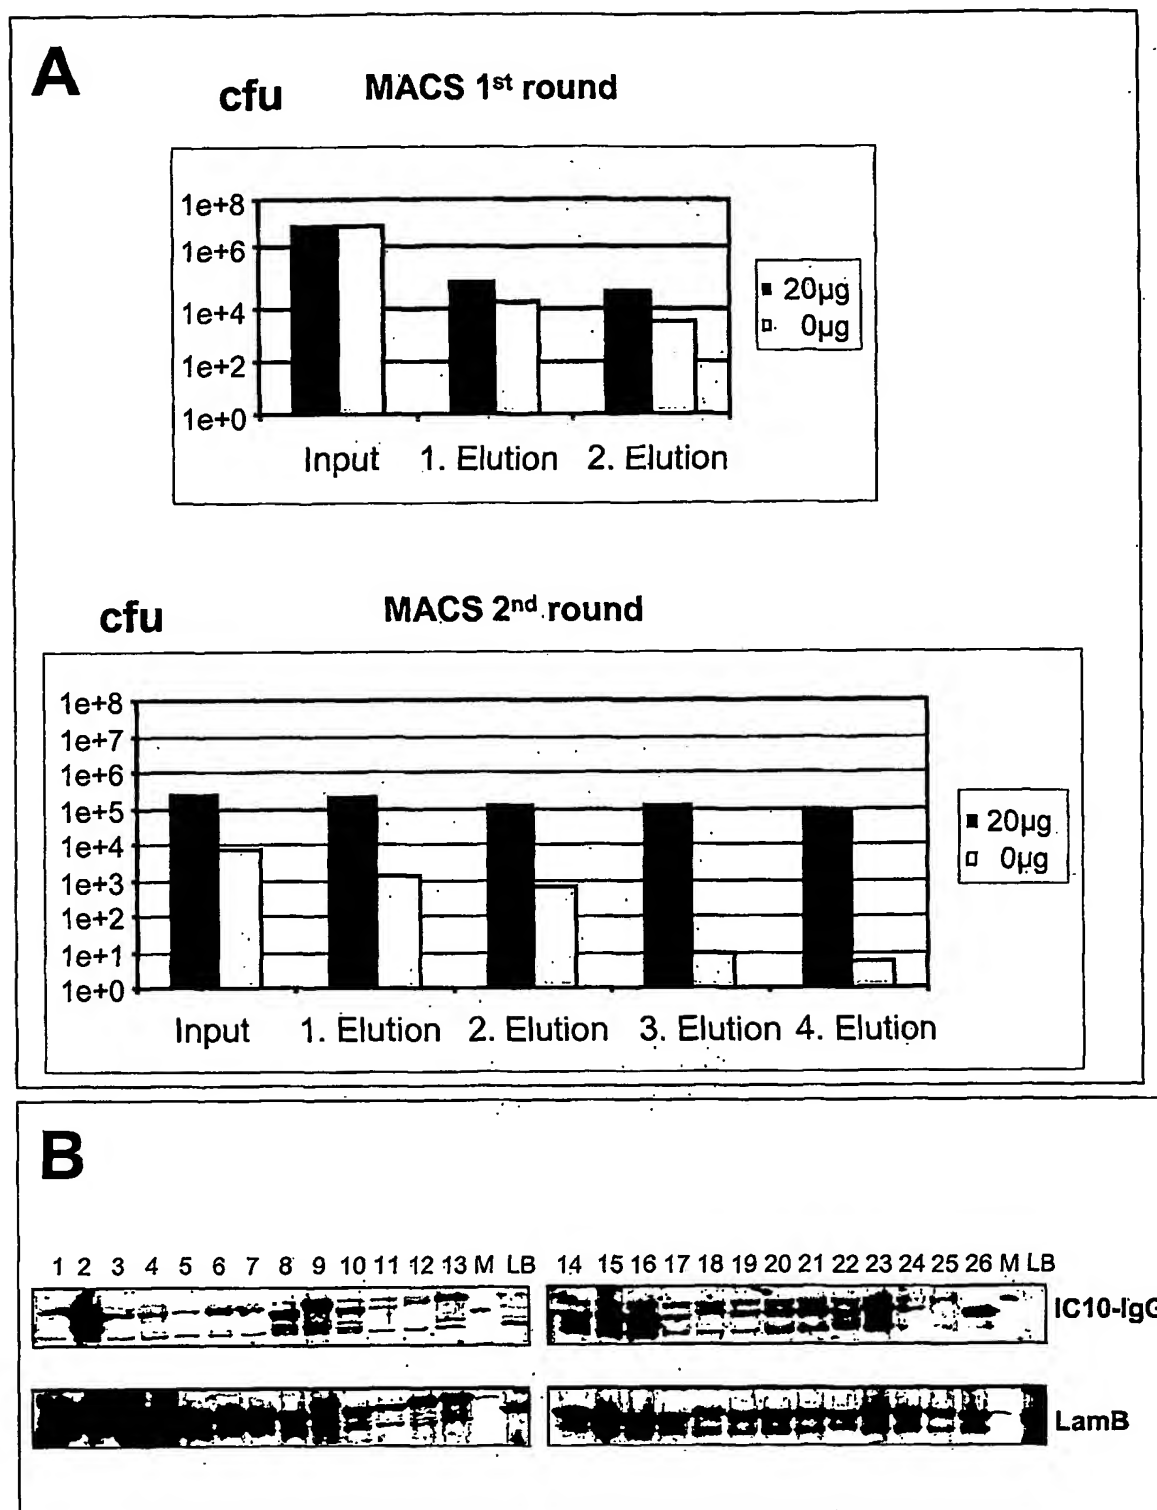 A
cfu
MACS 1st round
1e+8
1e+6
1e+4
1e+2
1e+0
20µg
0µg
Input 1. Elution 2. Elution
cfu
MACS 2nd round
1e+8
1e+7
1e+6
1e+5
1e+4
1e+3
1e+2
1e+1
1e+0
20µg
0µg
Input 1. Elution 2. Elution 3. Elution 4. Elution
B
1 2 3 4 5 6 7 8 9 10 11 12 13 M LB 14 15 16 17 18 19 20 21 22 23 24 25 26 M LB
IC10-IgG
LamB